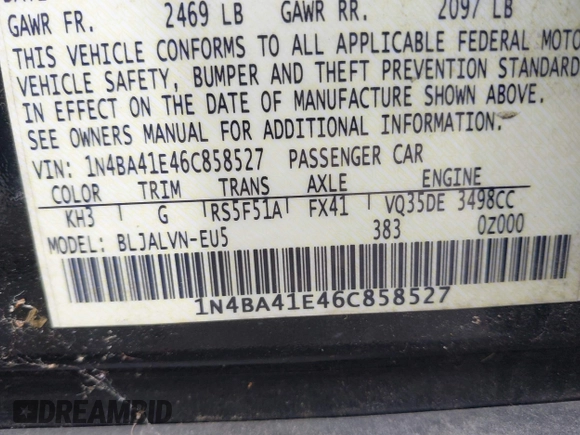 GAWR FR. 2469 LB GAWR RR. 2097 LB
THIS VEHICLE CONFORMS TO ALL APPLICABLE FEDERAL MOTO
VEHICLE SAFETY, BUMPER AND THEFT PREVENTION STANDARD
IN EFFECT ON THE DATE OF MANUFACTURE SHOWN ABOVE.
SEE OWNERS MANUAL FOR ADDITIONAL INFORMATION.
VIN: 1N4BA41E46C858527 PASSENGER CAR
COLOR TRIM TRANS AXLE ENGINE
KH3 G RS5F51A FX41 VQ35DE 3498CC
MODEL: BLJALVN-EU5 383 0Z000
1N4BA41E46C858527
DREAMBID